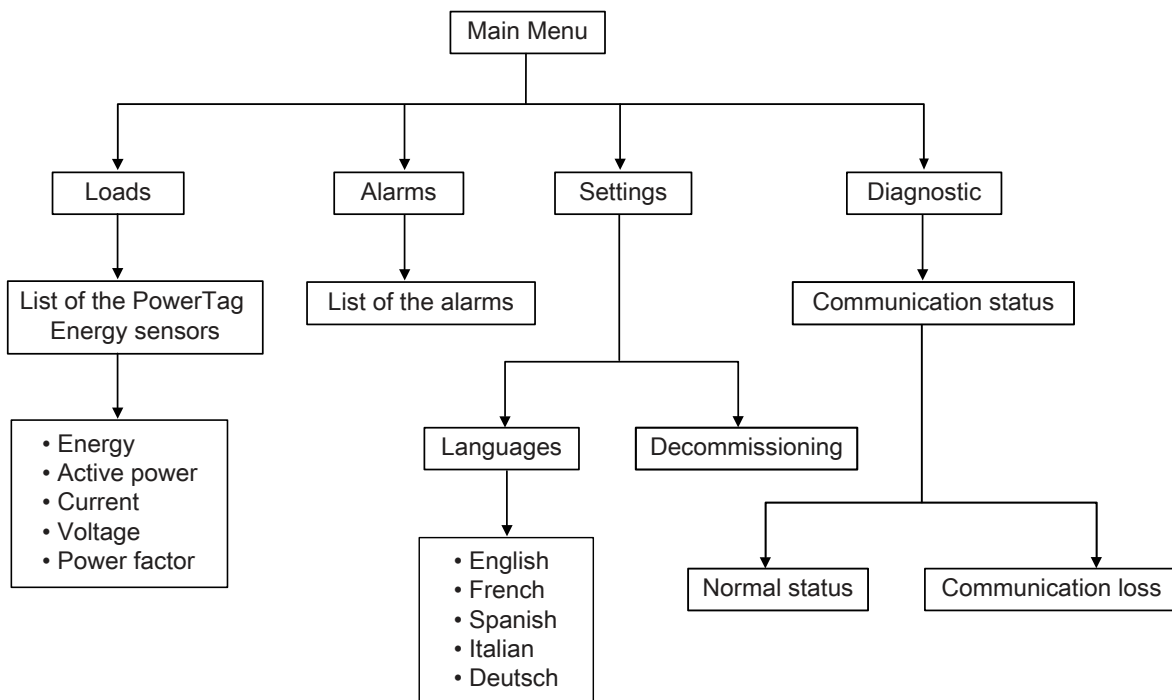 Main Menu
Loads
Alarms
Settings
Diagnostic
List of the PowerTag
Energy sensors
List of the alarms
Communication status
• Energy
• Active power
• Current
• Voltage
• Power factor
Languages
Decommissioning
• English
• French
• Spanish
• Italian
• Deutsch
Normal status
Communication loss